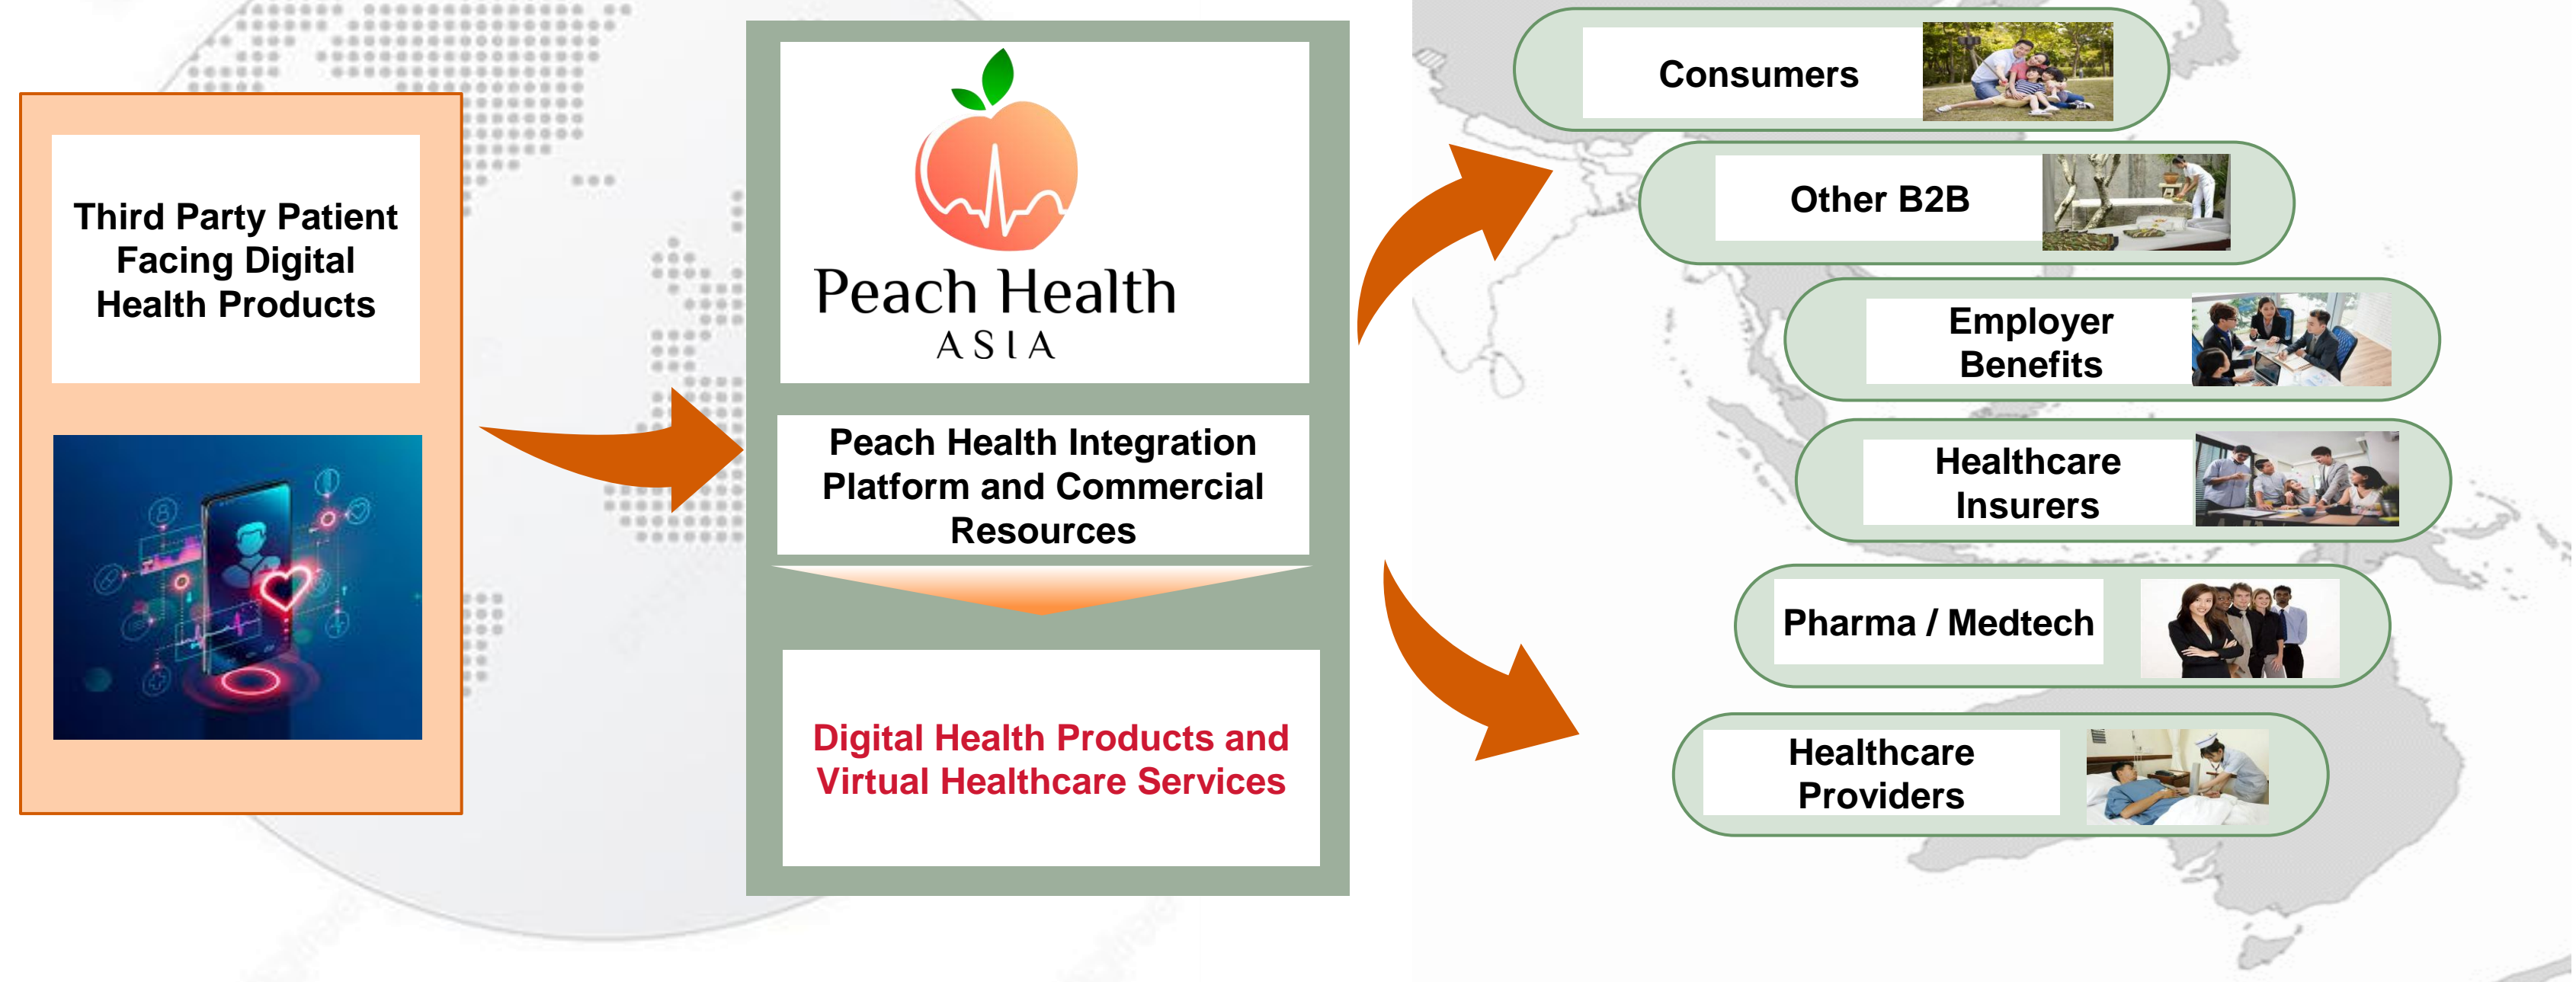 Third Party Patient
Facing Digital
Health Products
Peach Health
ASIA
Peach Health Integration
Platform and Commercial
Resources
Digital Health Products and
Virtual Healthcare Services
Consumers
Other B2B
Employer
Benefits
Healthcare
Insurers
Pharma / Medtech
Healthcare
Providers